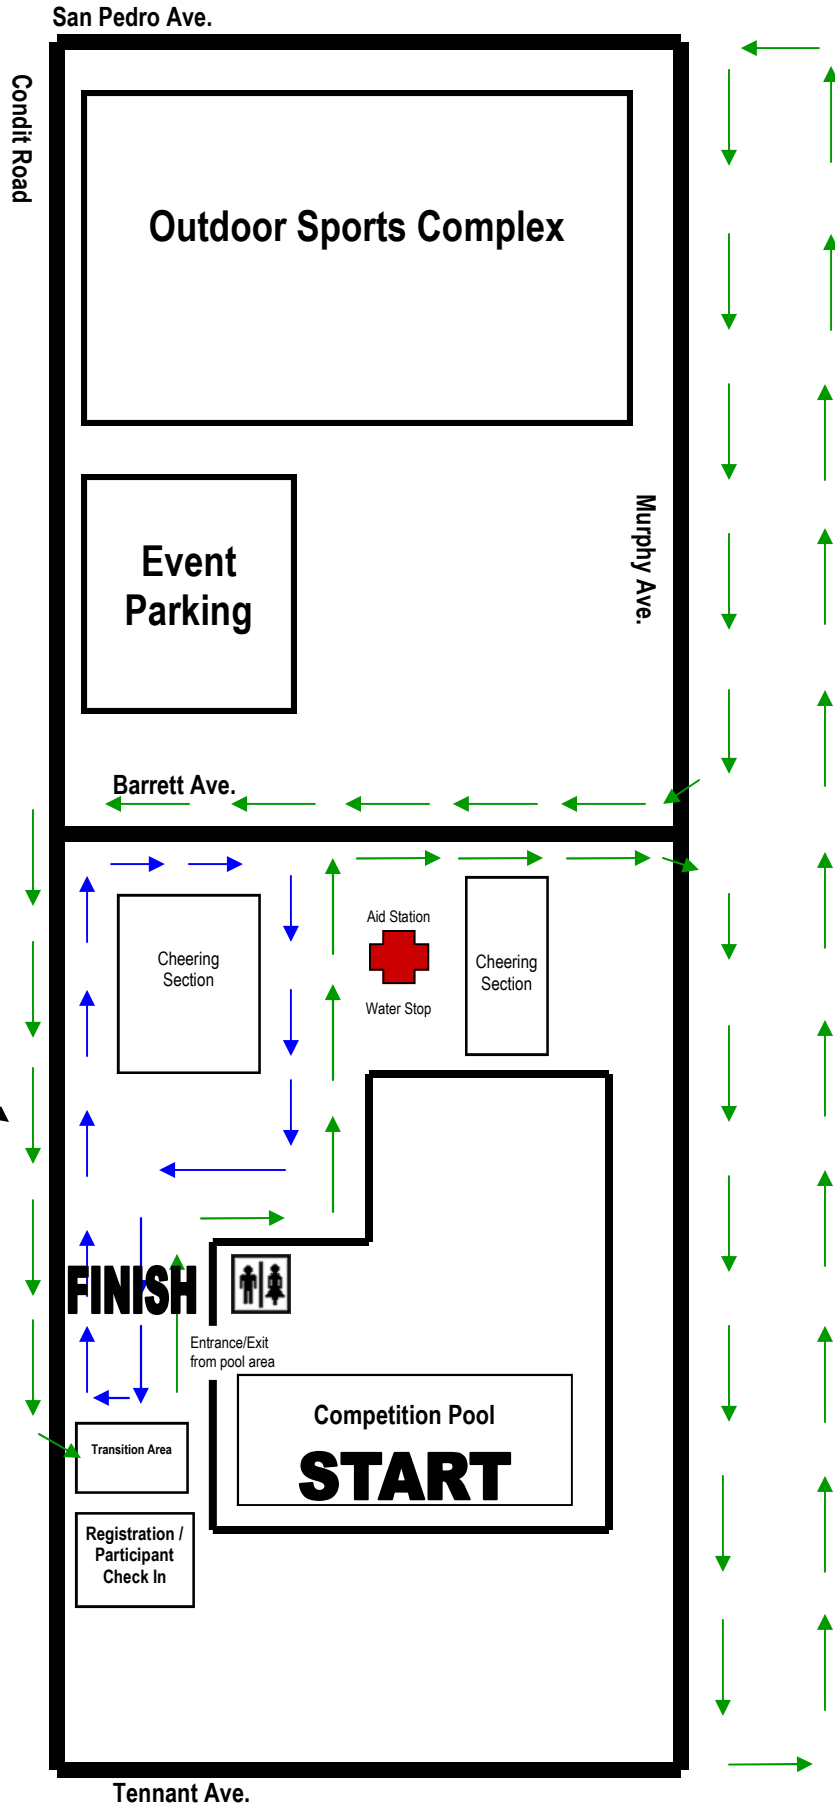 San Pedro Ave.
Condit Road
Outdoor Sports Complex
Event
Parking
Murphy Ave.
Barrett Ave.
Aid Station
Cheering
Section
Cheering
Section
Water Stop
FINISH
Entrance/Exit
from pool area
Competition Pool
Transition Area
START
Registration /
Participant
Check In
Tennant Ave.